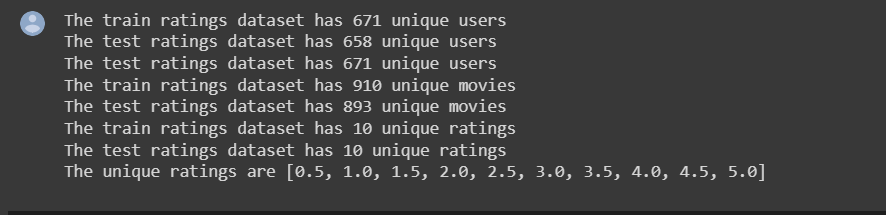 The train ratings dataset has 671 unique users
The test ratings dataset has 658 unique users
The test ratings dataset has 671 unique users
The train ratings dataset has 910 unique movies
The test ratings dataset has 893 unique movies
The train ratings dataset has 10 unique ratings
The test ratings dataset has 10 unique ratings
The unique ratings are [0.5, 1.0, 1.5, 2.0, 2.5, 3.0, 3.5, 4.0, 4.5, 5.0]